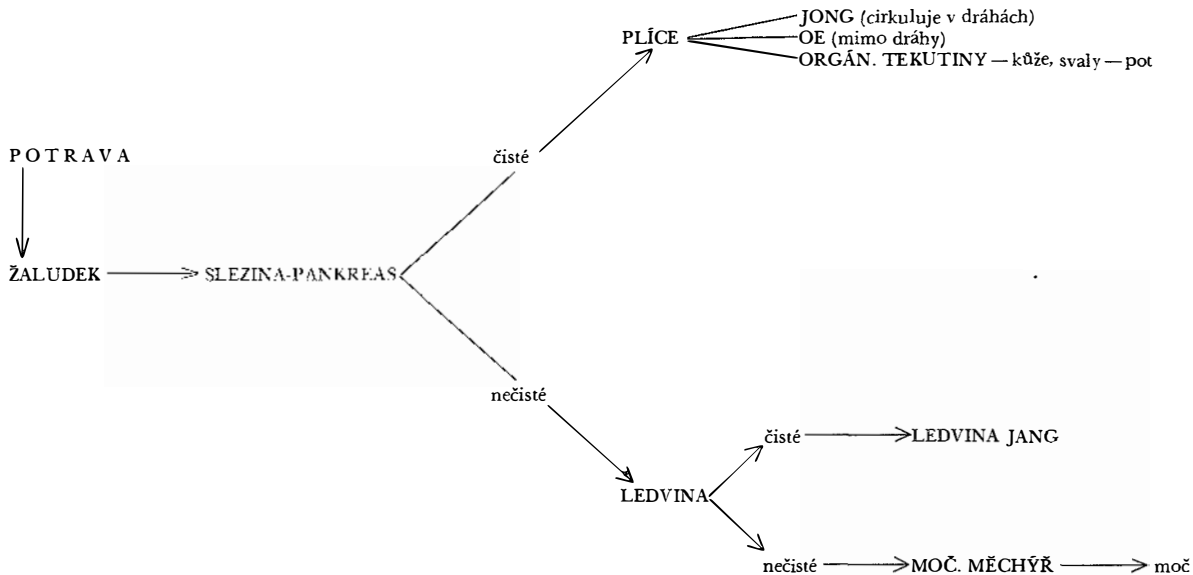 JONG (cirkuluje v dráhách)
PLÍCE OE (mimo dráhy)
ORGÁN. TEKUTINY — kůže, svaly — pot
POTRAVA čisté
ŽALUDEK SLEZINA-PANKREAS
nečisté
čisté LEDVINA JANG
LEDVINA
nečisté MOČ. MĚCHÝŘ moč